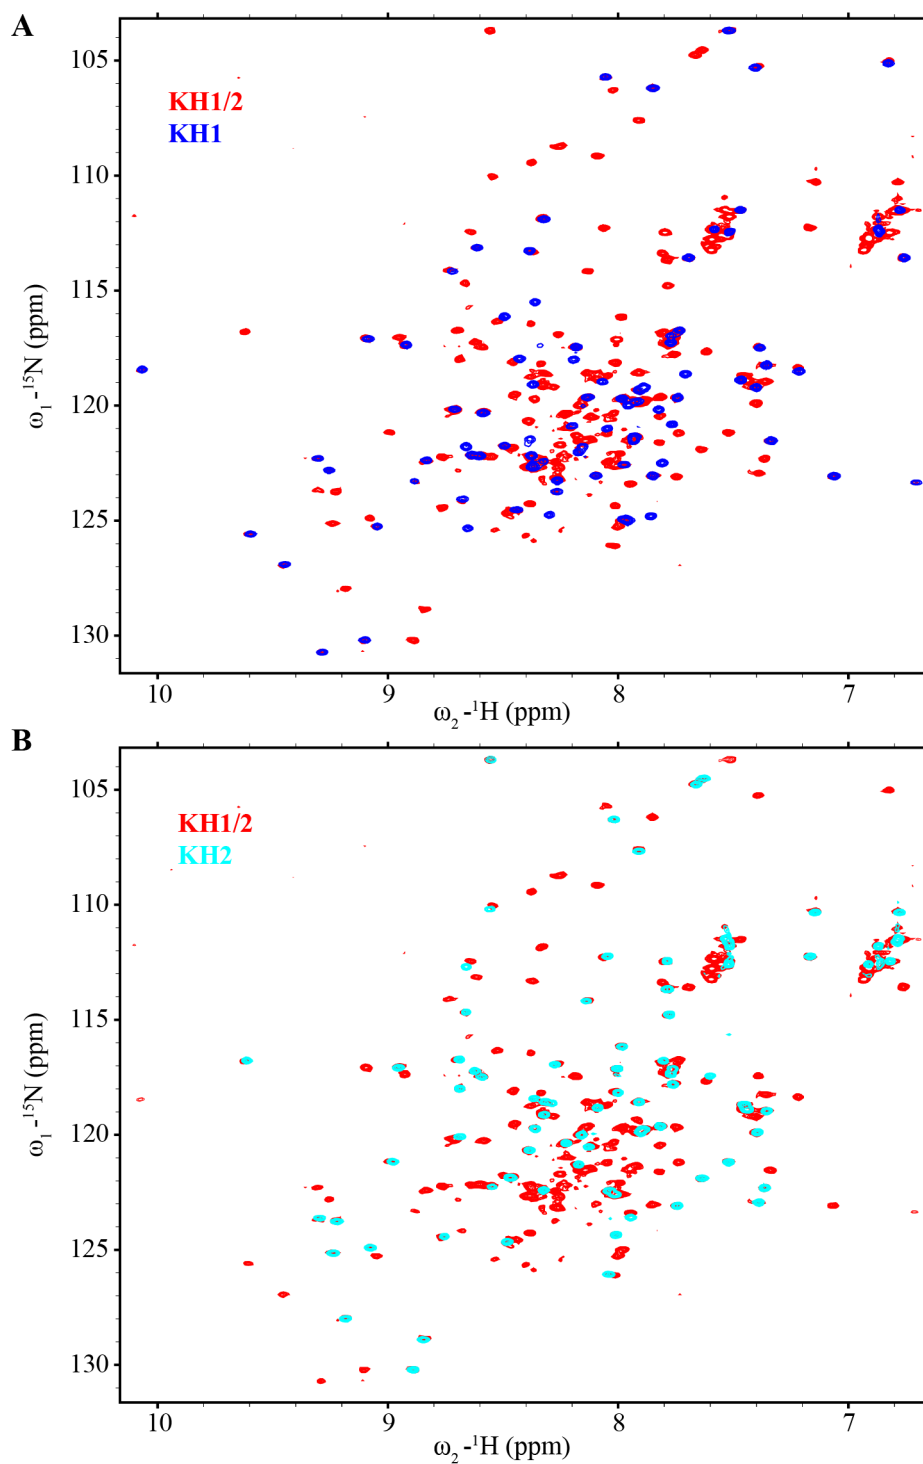 A
KH1/2
KH1
105
110
115
120
125
130
ω₁ -¹⁵N (ppm)
10 9 8 7
ω₂ -¹H (ppm)
B
KH1/2
KH2
105
110
115
120
125
130
ω₁ -¹⁵N (ppm)
10 9 8 7
ω₂ -¹H (ppm)